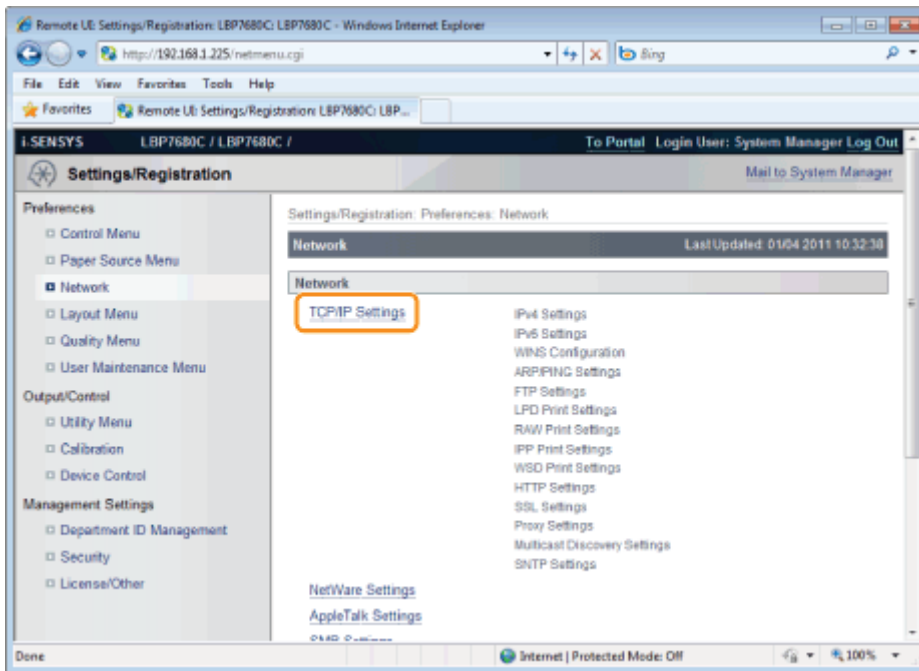 Remote UI: Settings/Registration: LBP7680C: LBP7680C - Windows Internet Explorer
http://192.168.1.225/netmenu.cgi
Bing
File Edit View Favorites Tools Help
Favorites Remote UI: Settings/Registration: LBP7680C: LBP...
i-SENSYS LBP7680C / LBP7680C / To Portal Login User: System Manager Log Out
Settings/Registration Mail to System Manager
Preferences
Control Menu
Paper Source Menu
Network
Layout Menu
Quality Menu
User Maintenance Menu
Output/Control
Utility Menu
Calibration
Device Control
Management Settings
Department ID Management
Security
License/Other
Settings/Registration: Preferences: Network
Network Last Updated: 01/04 2011 10:32:38
Network
TCP/IP Settings
IPv4 Settings
IPv6 Settings
WINS Configuration
ARP/PING Settings
FTP Settings
LPD Print Settings
RAW Print Settings
IPP Print Settings
WSD Print Settings
HTTP Settings
SSL Settings
Proxy Settings
Multicast Discovery Settings
SNTP Settings
NetWare Settings
AppleTalk Settings
SMB Settings
Done Internet | Protected Mode: Off 100%